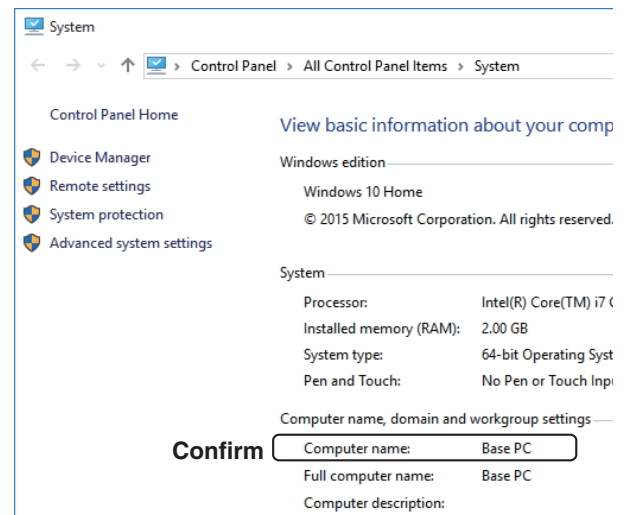 System
Control Panel > All Control Panel Items > System
Control Panel Home
Device Manager
Remote settings
System protection
Advanced system settings
View basic information about your comp
Windows edition
Windows 10 Home
© 2015 Microsoft Corporation. All rights reserved.
System
Processor: Intel(R) Core(TM) i7
Installed memory (RAM): 2.00 GB
System type: 64-bit Operating Syst
Pen and Touch: No Pen or Touch Inpu
Computer name, domain and workgroup settings
Confirm Computer name: Base PC
Full computer name: Base PC
Computer description: